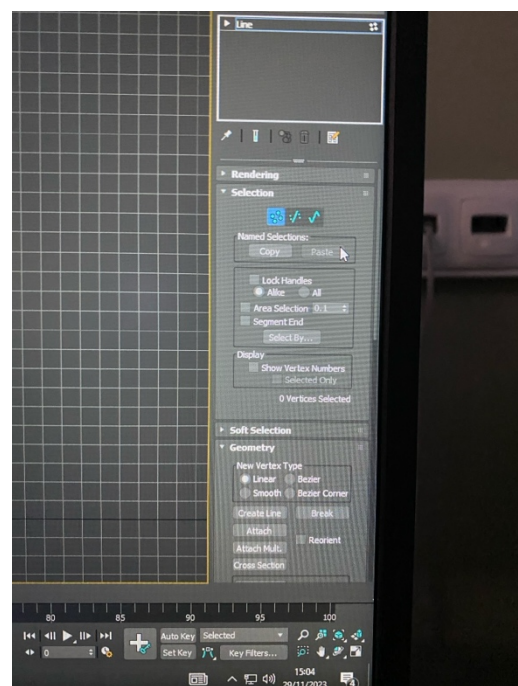 Line
Rendering
Selection
Named Selections:
Copy Paste
Lock Handles
Alike All
Area Selection 0.1
Segment End
Select By...
Display
Show Vertex Numbers
Selected Only
0 Vertices Selected
Soft Selection
Geometry
New Vertex Type
Linear Bezier
Smooth Bezier Corner
Create Line Break
Attach
Reorient
Attach Mult.
Cross Section
80 85 90 95 100
Auto Key Selected
0 Set Key Key Filters...
15:04
29/11/2023
4